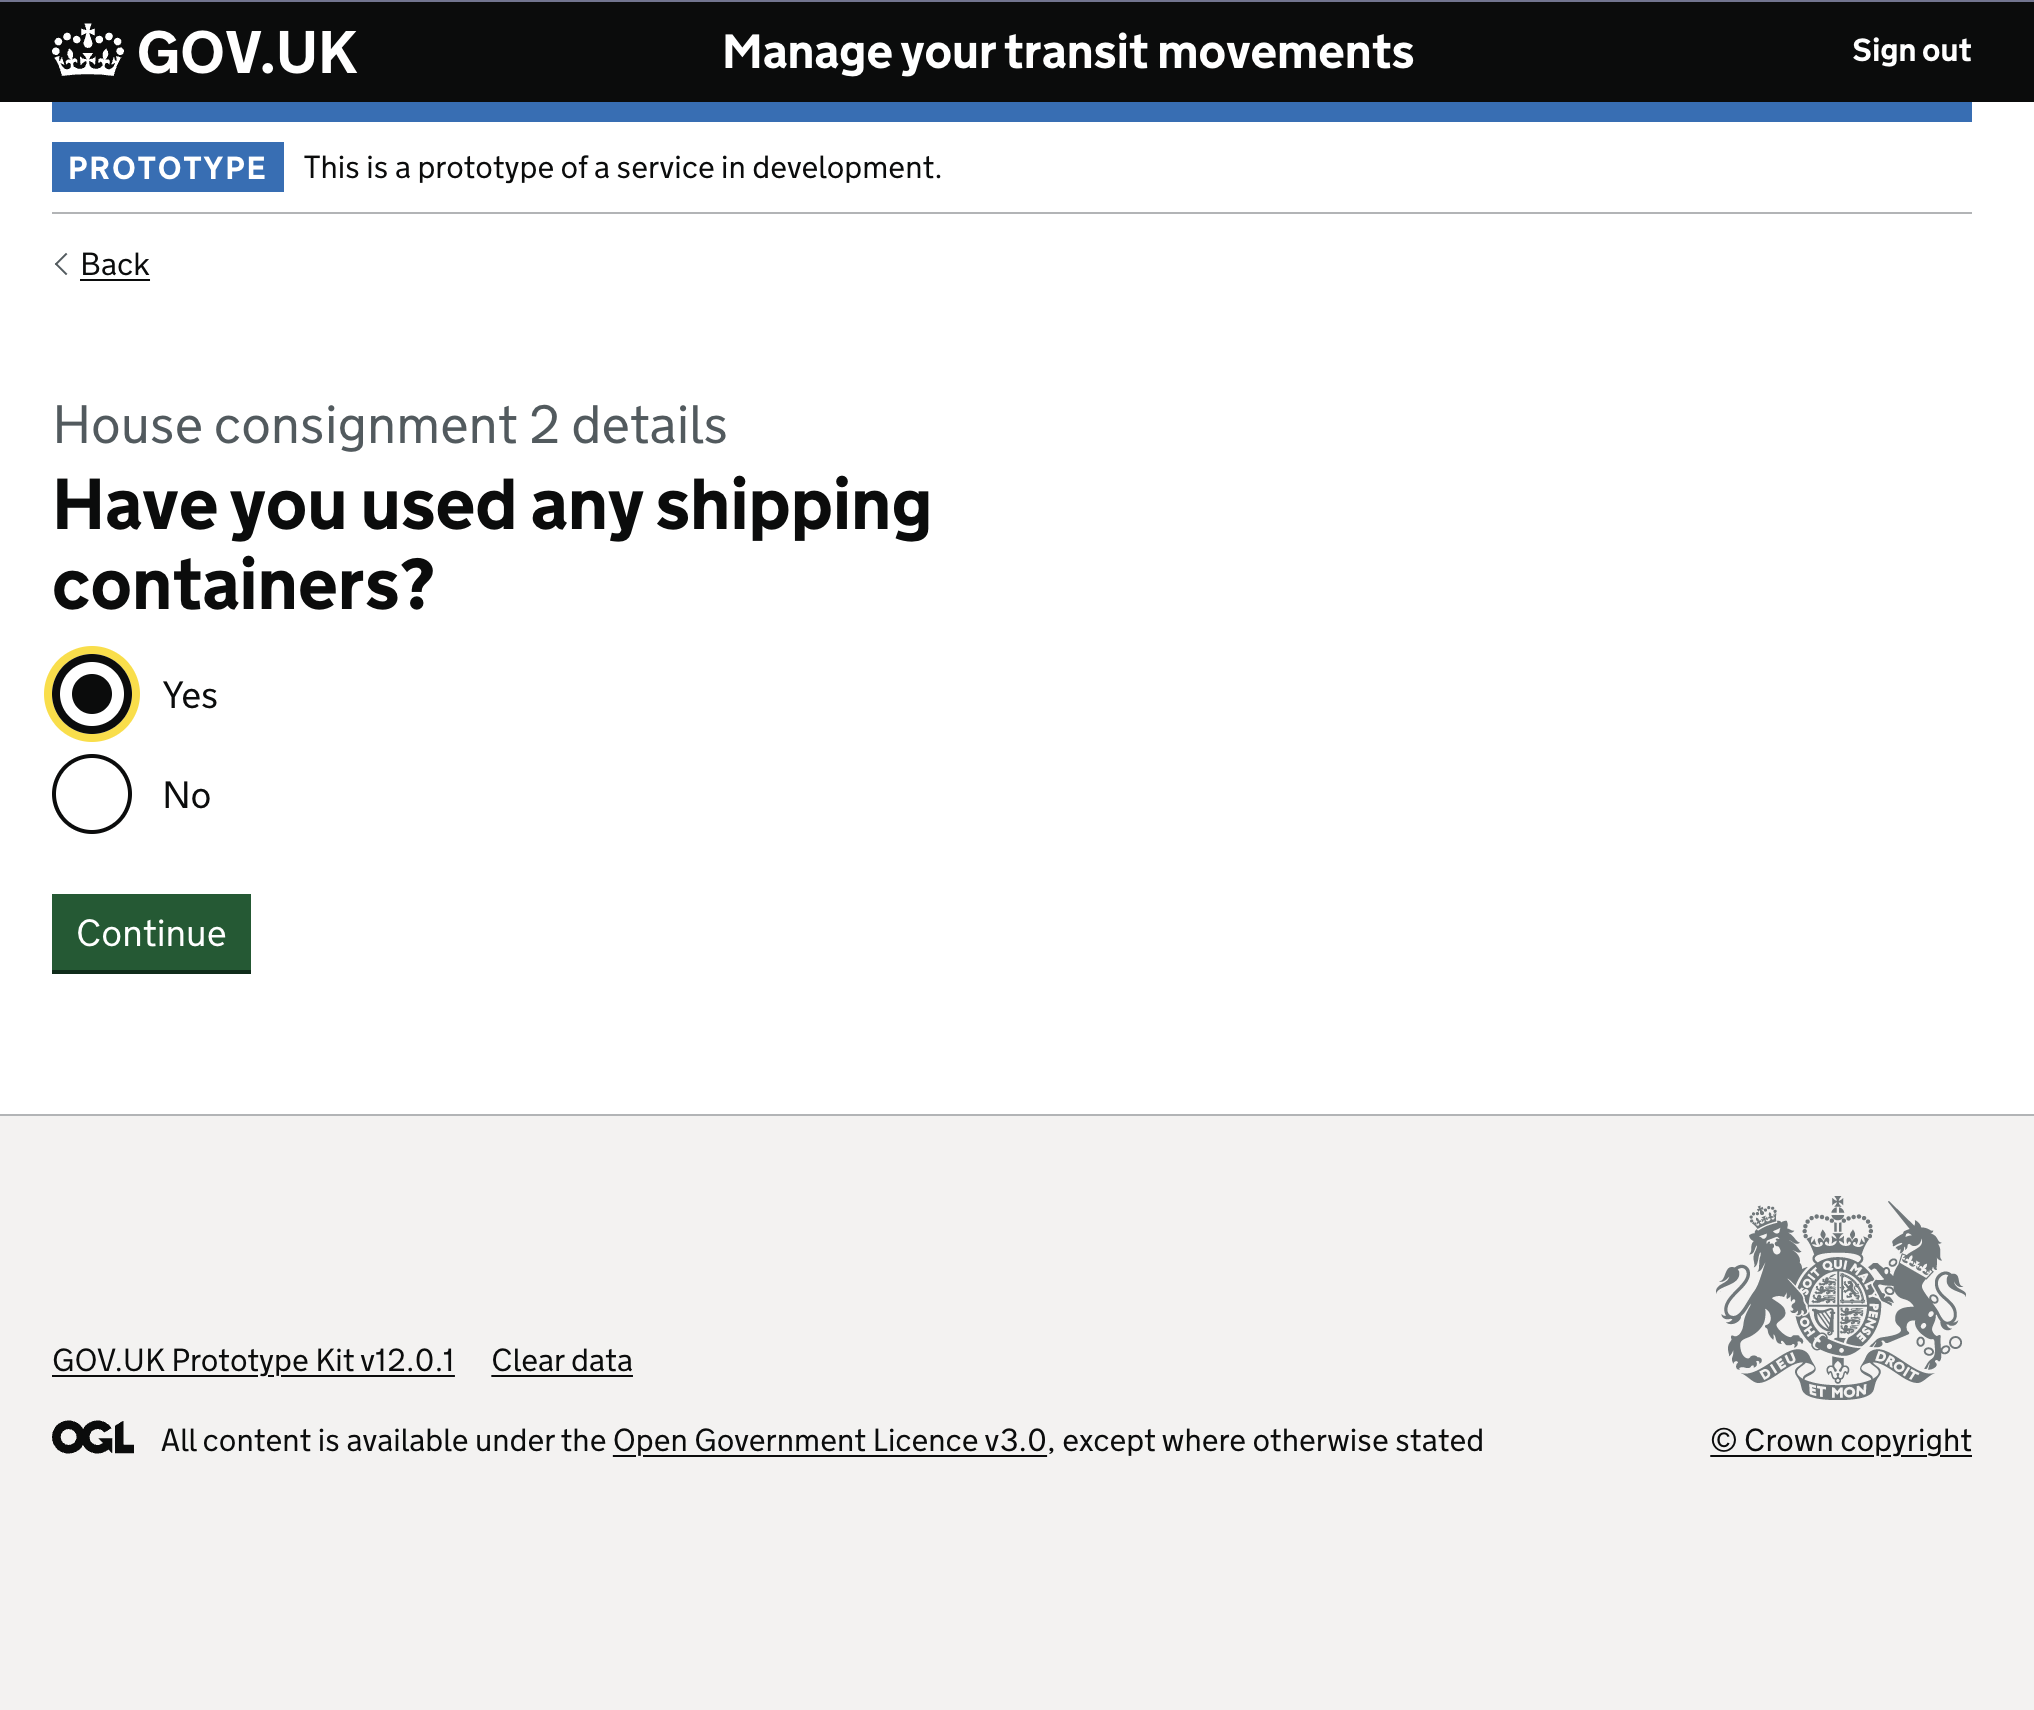 GOV.UK Manage your transit movements Sign out
PROTOTYPE This is a prototype of a service in development.
Back
House consignment 2 details
Have you used any shipping
containers?
Yes
No
Continue
SOIT QUI MAL Y PENSE
HON
DIEU ET MON DROIT
GOV.UK Prototype Kit v12.0.1 Clear data
OGL All content is available under the Open Government Licence v3.0, except where otherwise stated © Crown copyright